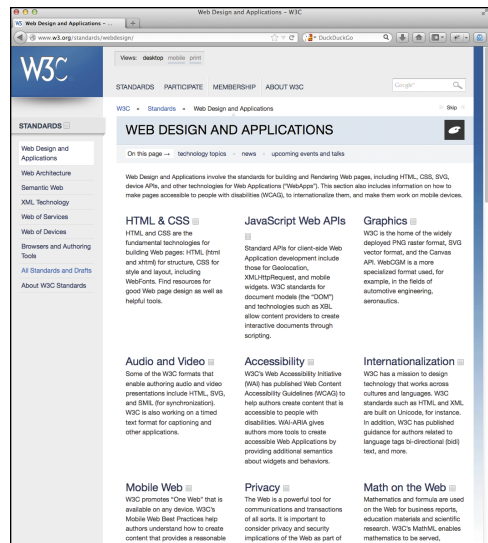 Web Design and Applications – W3C
W3C Web Design and Applications – ...
www.w3.org/standards/webdesign/
DuckDuckGo
W3C
Views: desktop mobile print
STANDARDS PARTICIPATE MEMBERSHIP ABOUT W3C
Google™
W3C » Standards » Web Design and Applications
Skip
STANDARDS
Web Design and
Applications
Web Architecture
Semantic Web
XML Technology
Web of Services
Web of Devices
Browsers and Authoring
Tools
All Standards and Drafts
About W3C Standards
WEB DESIGN AND APPLICATIONS
On this page → technology topics • news • upcoming events and talks
Web Design and Applications involve the standards for building and Rendering Web pages, including HTML, CSS, SVG,
device APIs, and other technologies for Web Applications ("WebApps"). This section also includes information on how to
make pages accessible to people with disabilities (WCAG), to internationalize them, and make them work on mobile devices.
HTML & CSS
HTML and CSS are the
fundamental technologies for
building Web pages: HTML (html
and xhtml) for structure, CSS for
style and layout, including
WebFonts. Find resources for
good Web page design as well as
helpful tools.
JavaScript Web APIs
Standard APIs for client-side Web
Application development include
those for Geolocation,
XMLHttpRequest, and mobile
widgets. W3C standards for
document models (the "DOM")
and technologies such as XBL
allow content providers to create
interactive documents through
scripting.
Graphics
W3C is the home of the widely
deployed PNG raster format, SVG
vector format, and the Canvas
API. WebCGM is a more
specialized format used, for
example, in the fields of
automotive engineering,
aeronautics.
Audio and Video
Some of the W3C formats that
enable authoring audio and video
presentations include HTML, SVG,
and SMIL (for synchronization).
W3C is also working on a timed
text format for captioning and
other applications.
Accessibility
W3C's Web Accessibility Initiative
(WAI) has published Web Content
Accessibility Guidelines (WCAG) to
help authors create content that is
accessible to people with
disabilities. WAI-ARIA gives
authors more tools to create
accessible Web Applications by
providing additional semantics
about widgets and behaviors.
Internationalization
W3C has a mission to design
technology that works across
cultures and languages. W3C
standards such as HTML and XML
are built on Unicode, for instance.
In addition, W3C has published
guidance for authors related to
language tags bi-directional (bidi)
text, and more.
Mobile Web
W3C promotes "One Web" that is
available on any device. W3C's
Mobile Web Best Practices help
authors understand how to create
content that provides a reasonable
Privacy
The Web is a powerful tool for
communications and transactions
of all sorts. It is important to
consider privacy and security
implications of the Web as part of
Math on the Web
Mathematics and formula are used
on the Web for business reports,
education materials and scientific
research. W3C's MathML enables
mathematics to be served,